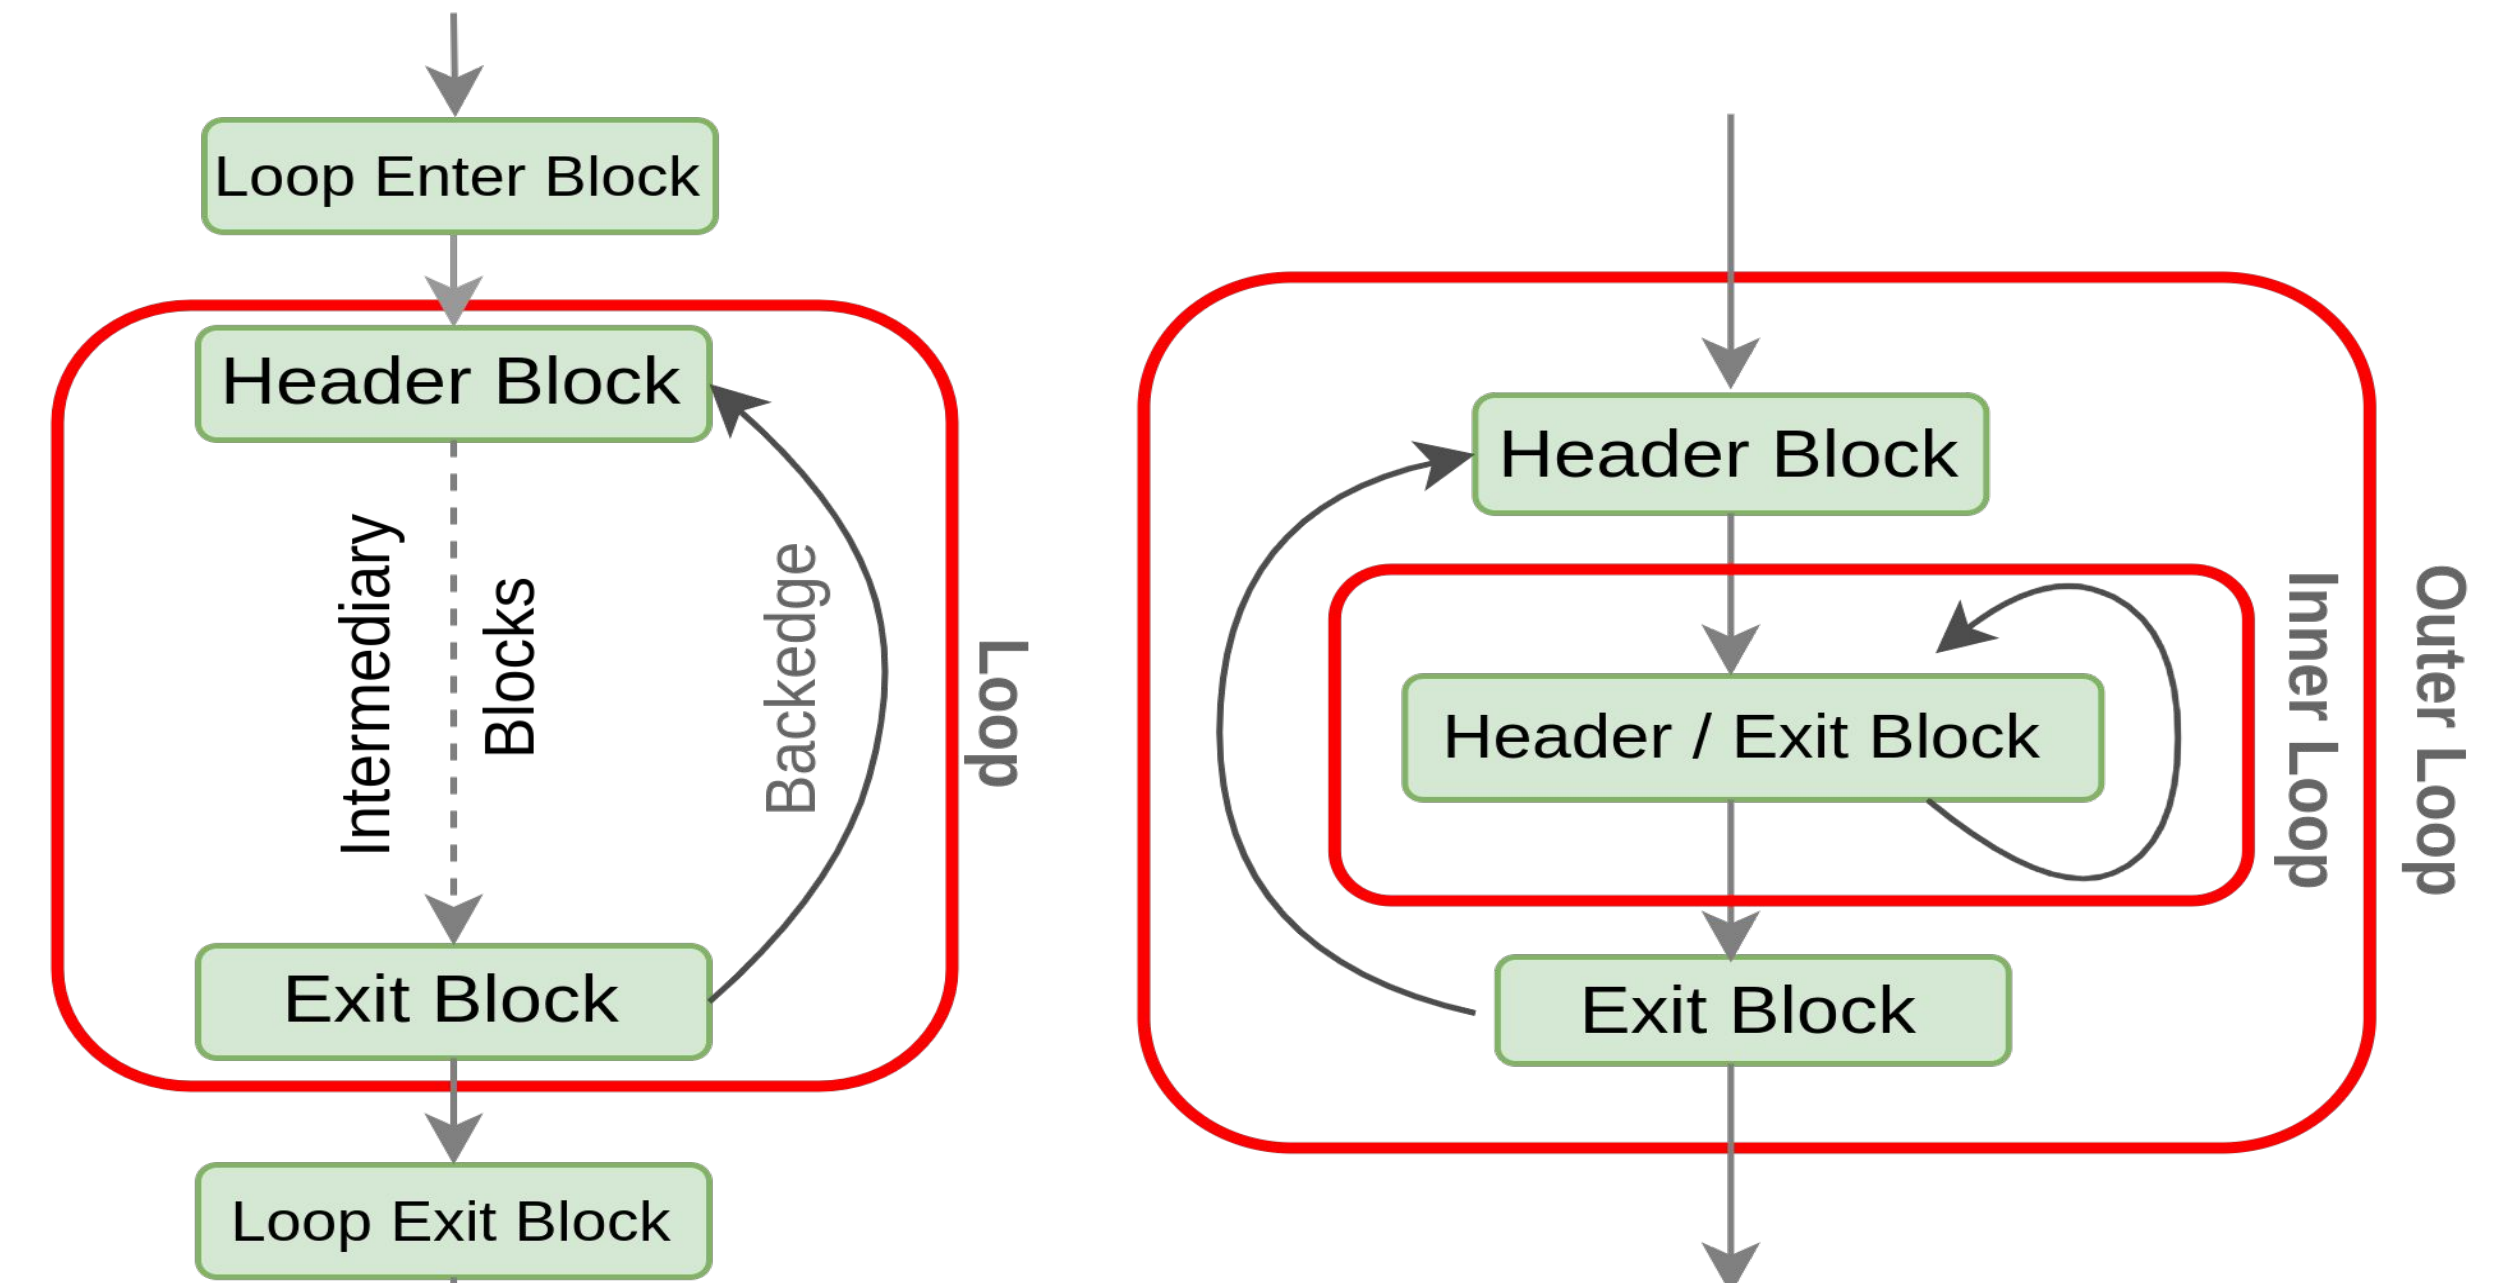 Loop Enter Block
Header Block
Intermediary
Blocks
Backedge
Loop
Exit Block
Loop Exit Block
Header Block
Header / Exit Block
Inner Loop
Outer Loop
Exit Block